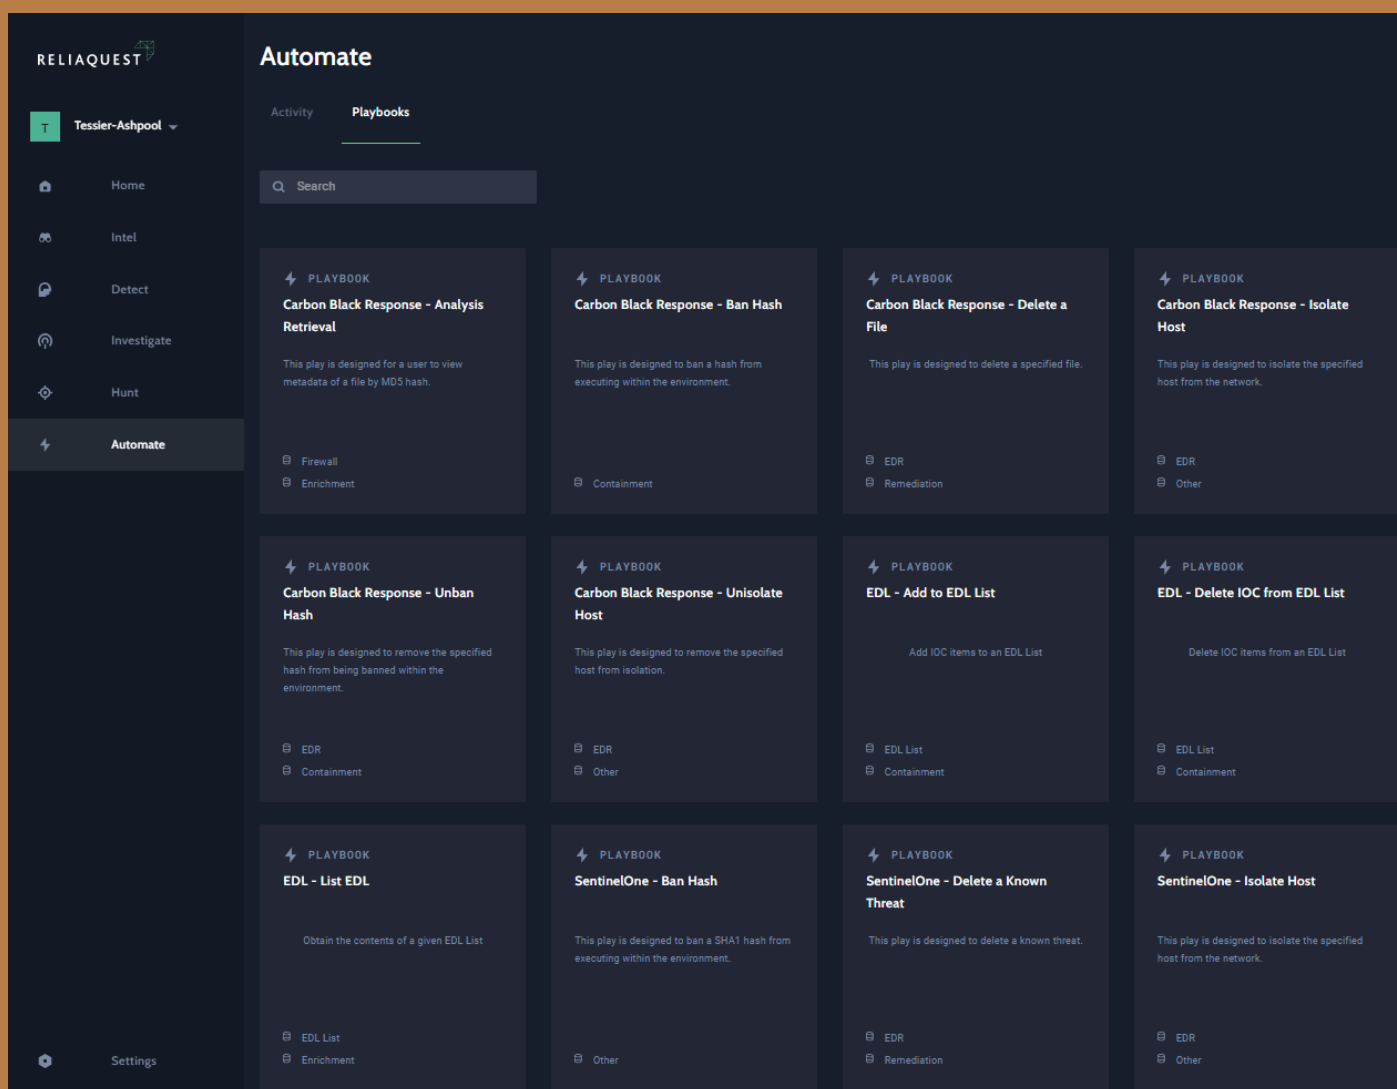 RELIAQUEST
T
Tessier-Ashpool
Home
Intel
Detect
Investigate
Hunt
Automate
Settings
Automate
Activity
Playbooks
Search
PLAYBOOK
Carbon Black Response - Analysis
Retrieval
This play is designed for a user to view
metadata of a file by MD5 hash.
Firewall
Enrichment
PLAYBOOK
Carbon Black Response - Ban Hash
This play is designed to ban a hash from
executing within the environment.
Containment
PLAYBOOK
Carbon Black Response - Delete a
File
This play is designed to delete a specified file.
EDR
Remediation
PLAYBOOK
Carbon Black Response - Isolate
Host
This play is designed to isolate the specified
host from the network.
EDR
Other
PLAYBOOK
Carbon Black Response - Unban
Hash
This play is designed to remove the specified
hash from being banned within the
environment.
EDR
Containment
PLAYBOOK
Carbon Black Response - Unisolate
Host
This play is designed to remove the specified
host from isolation.
EDR
Other
PLAYBOOK
EDL - Add to EDL List
Add IOC items to an EDL List
EDL List
Containment
PLAYBOOK
EDL - Delete IOC from EDL List
Delete IOC items from an EDL List
EDL List
Containment
PLAYBOOK
EDL - List EDL
Obtain the contents of a given EDL List
EDL List
Enrichment
PLAYBOOK
SentinelOne - Ban Hash
This play is designed to ban a SHA1 hash from
executing within the environment.
Other
PLAYBOOK
SentinelOne - Delete a Known
Threat
This play is designed to delete a known threat.
EDR
Remediation
PLAYBOOK
SentinelOne - Isolate Host
This play is designed to isolate the specified
host from the network.
EDR
Other